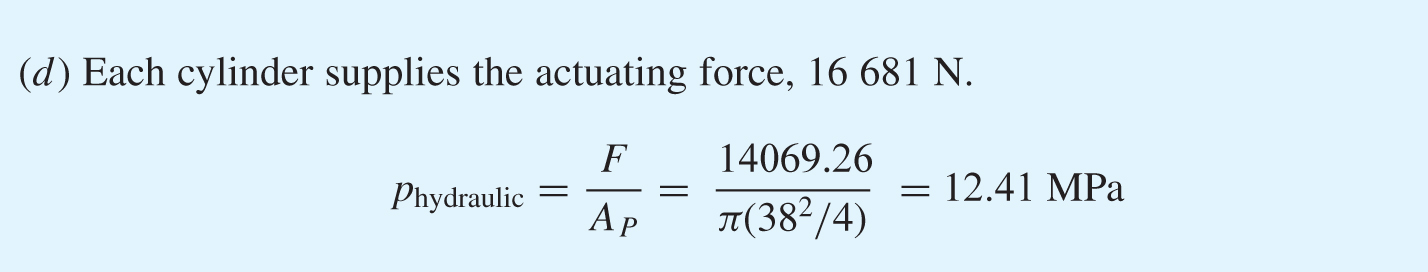 (d) Each cylinder supplies the actuating force, 16 681 N.
p_hydraulic = F/A_P = 14069.26/π(38²/4) = 12.41 MPa